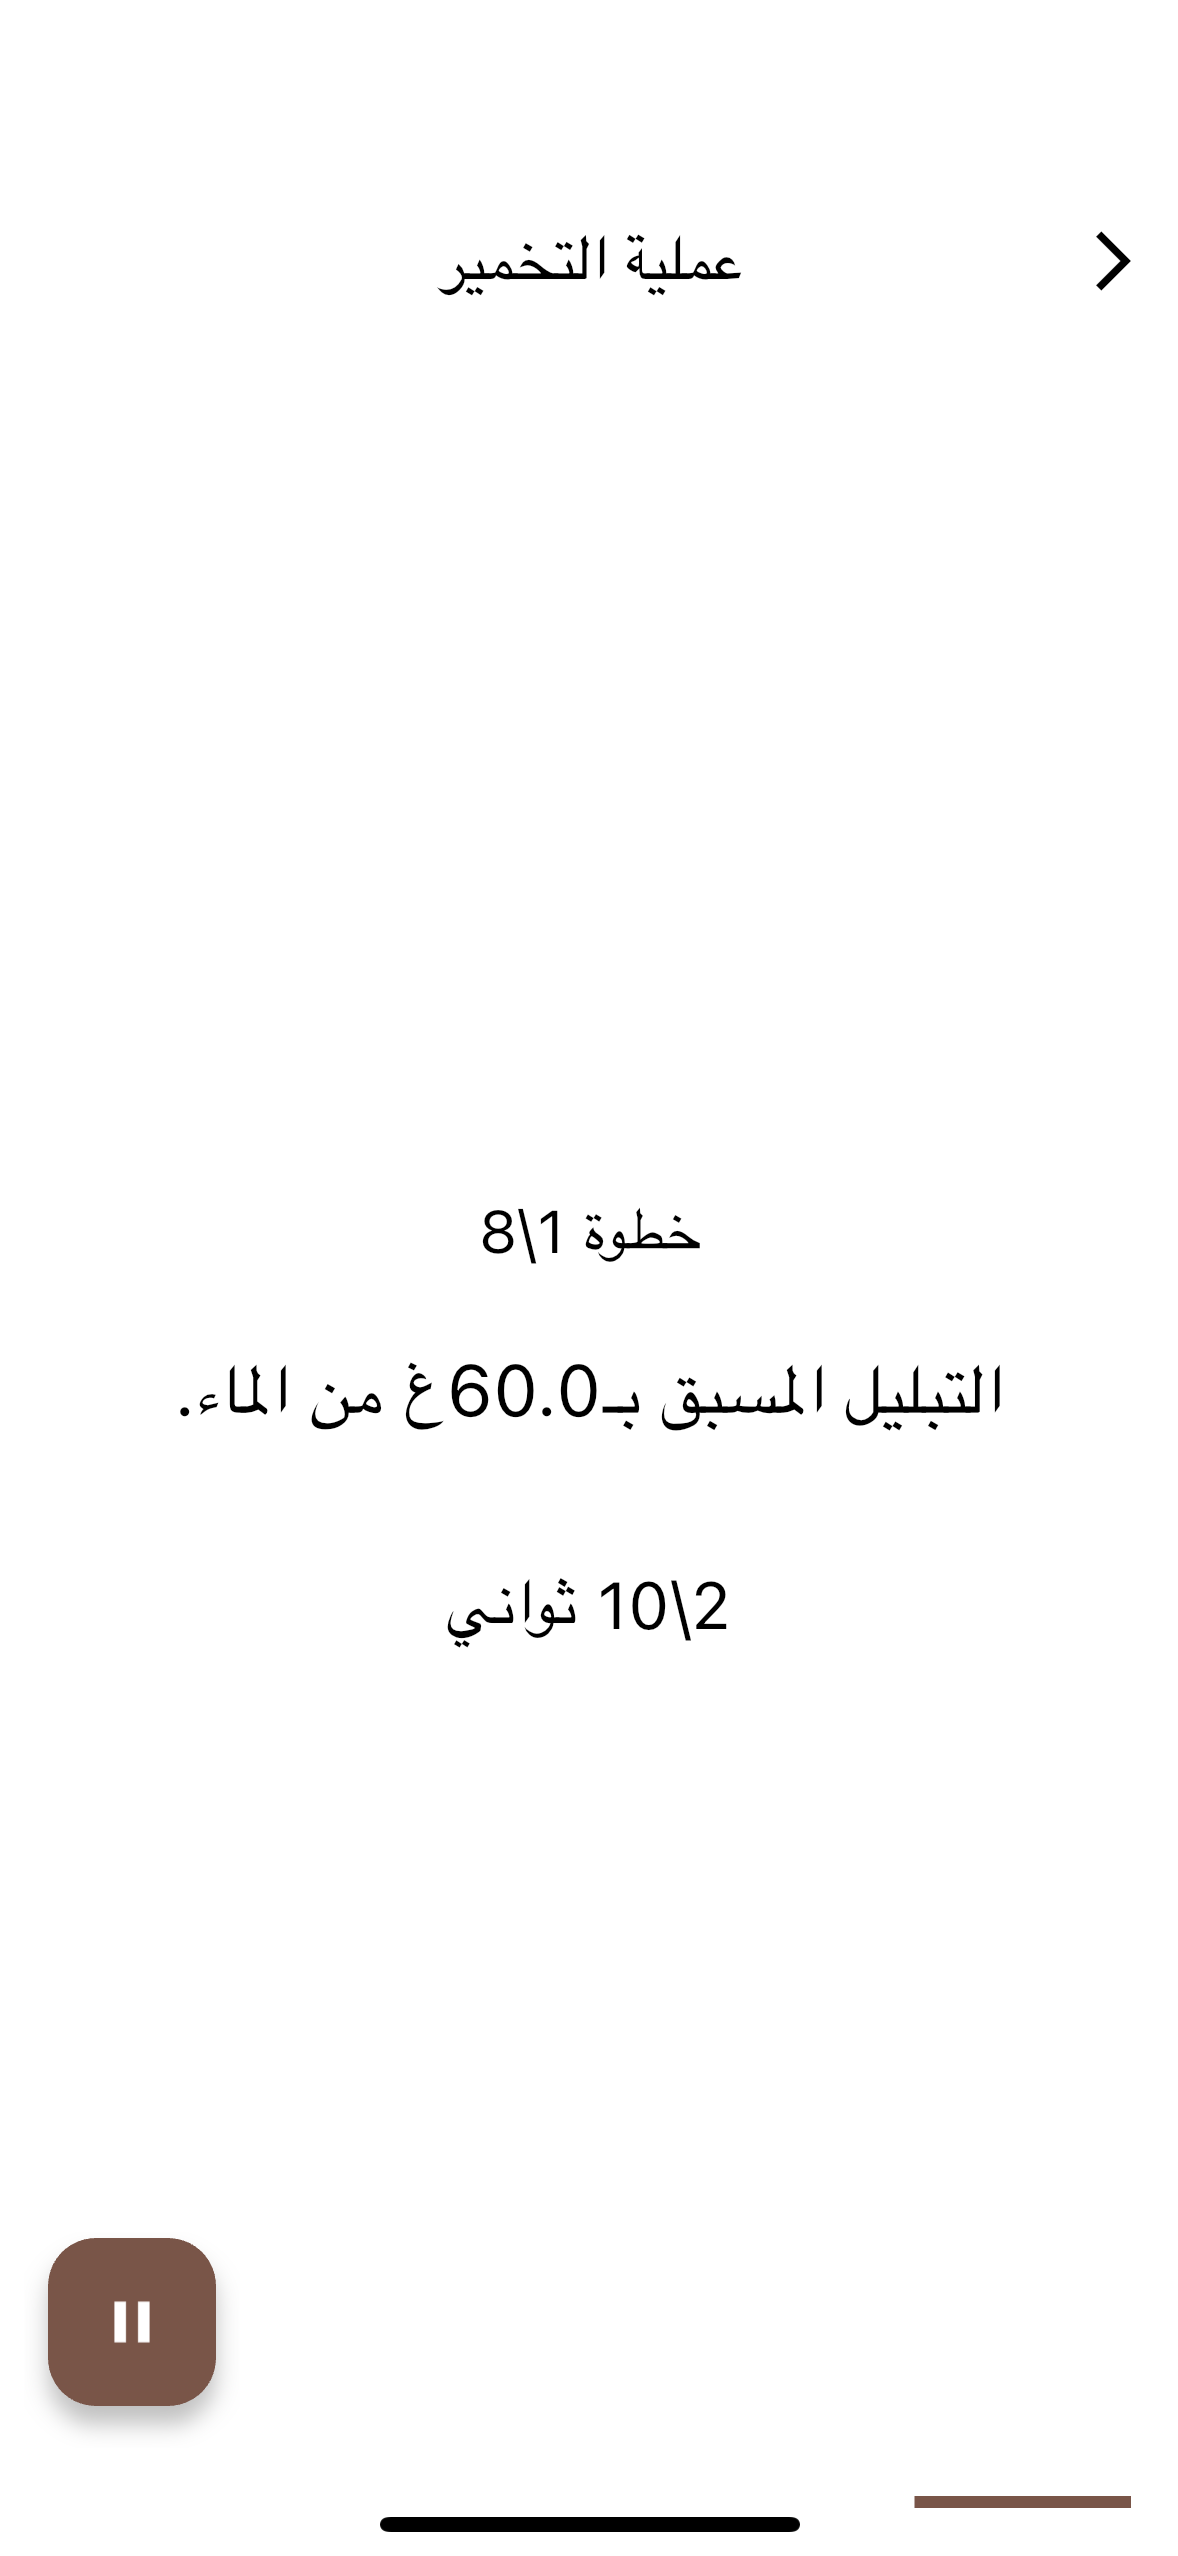 عملية التخمير
خطوة 1\8
التبليل المسبق بـ60.0غ من الماء.
2\10 ثواني